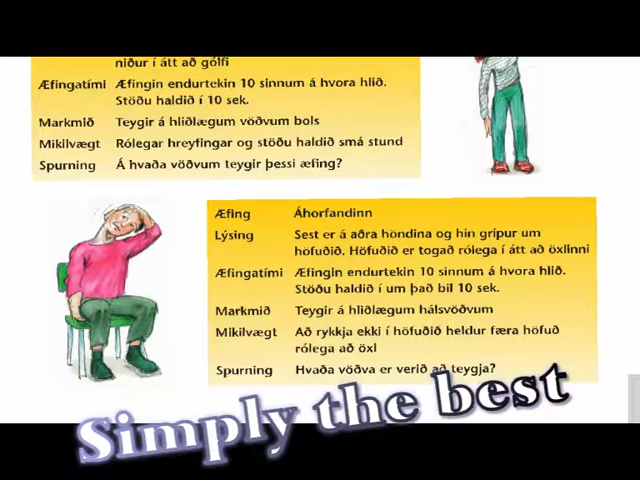 niður í átt að gólfi
Æfingatími Æfingin endurtekin 10 sinnum á hvora hlið.
Stöðu haldið í 10 sek.
Markmið Teygir á hliðlægum vöðvum bols
Mikilvægt Rólegar hreyfingar og stöðu haldið smá stund
Spurning Á hvaða vöðvum teygir þessi æfing?
Æfing Áhorfandinn
Lýsing Sest er á aðra höndina og hin grípur um
höfuðið. Höfuðið er togað rólega í átt að öxlinni
Æfingatími Æfingin endurtekin 10 sinnum á hvora hlið.
Stöðu haldið í um það bil 10 sek.
Markmið Teygir á hliðlægum hálsvöðvum
Mikilvægt Að rykkja ekki í höfuðið heldur færa höfuð
rólega að öxl
Spurning Hvaða vöðva er verið að teygja?
Simply the best